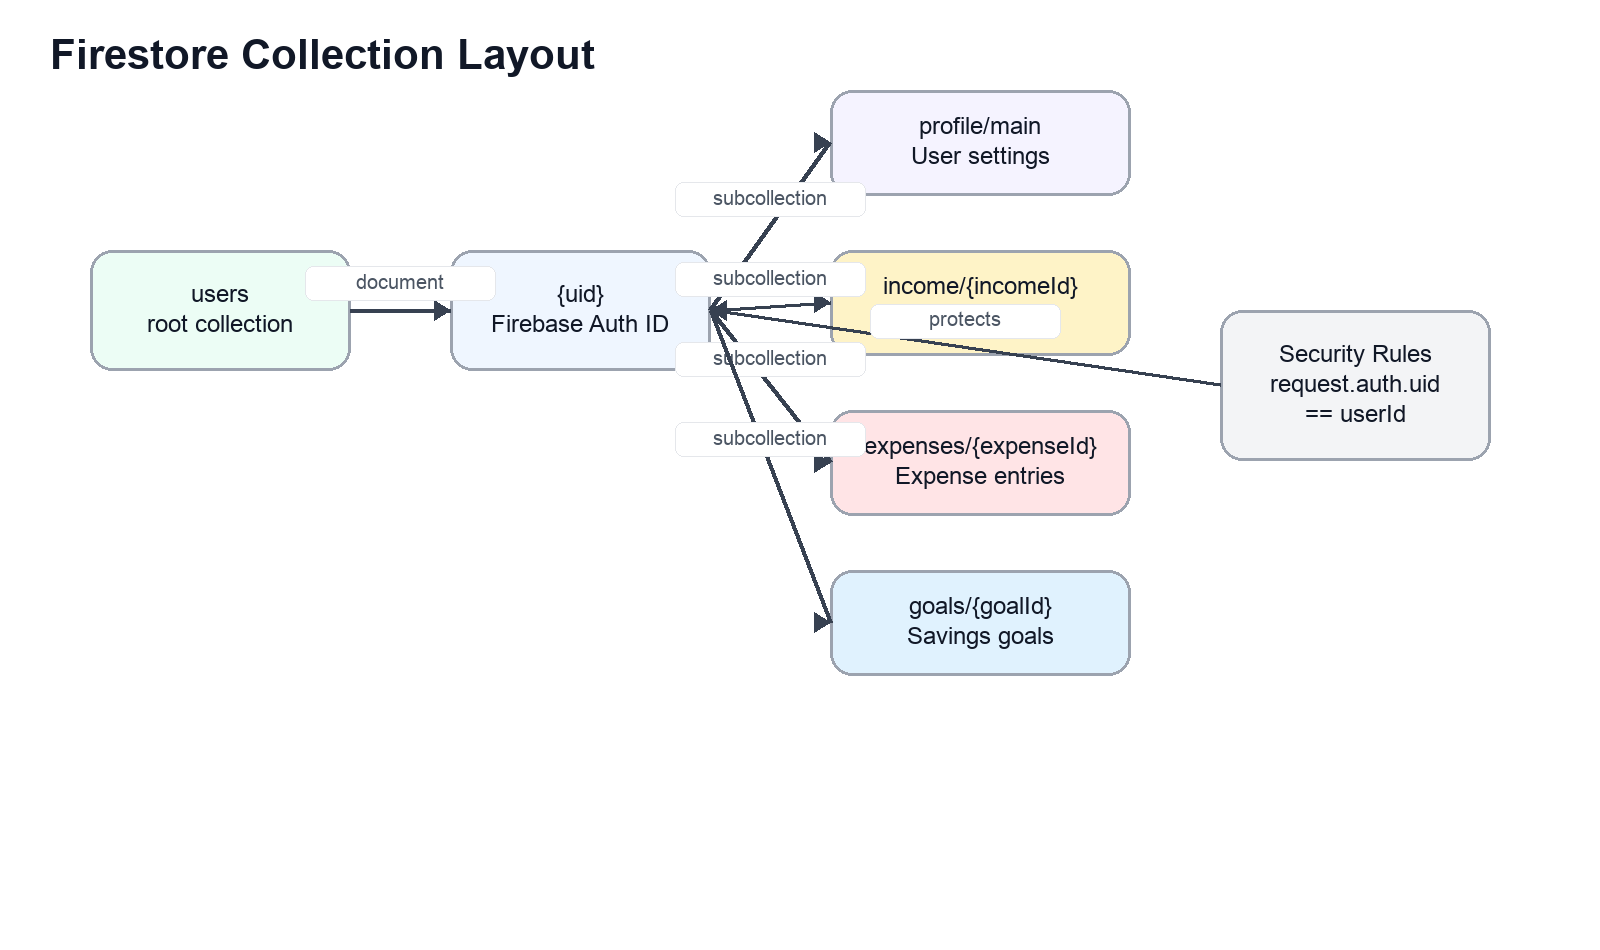 Firestore Collection Layout
profile/main
User settings
subcollection
users
root collection
document
{uid}
Firebase Auth ID
subcollection
income/{incomeId}
protects
subcollection
Security Rules
request.auth.uid
== userId
subcollection
expenses/{expenseId}
Expense entries
goals/{goalId}
Savings goals